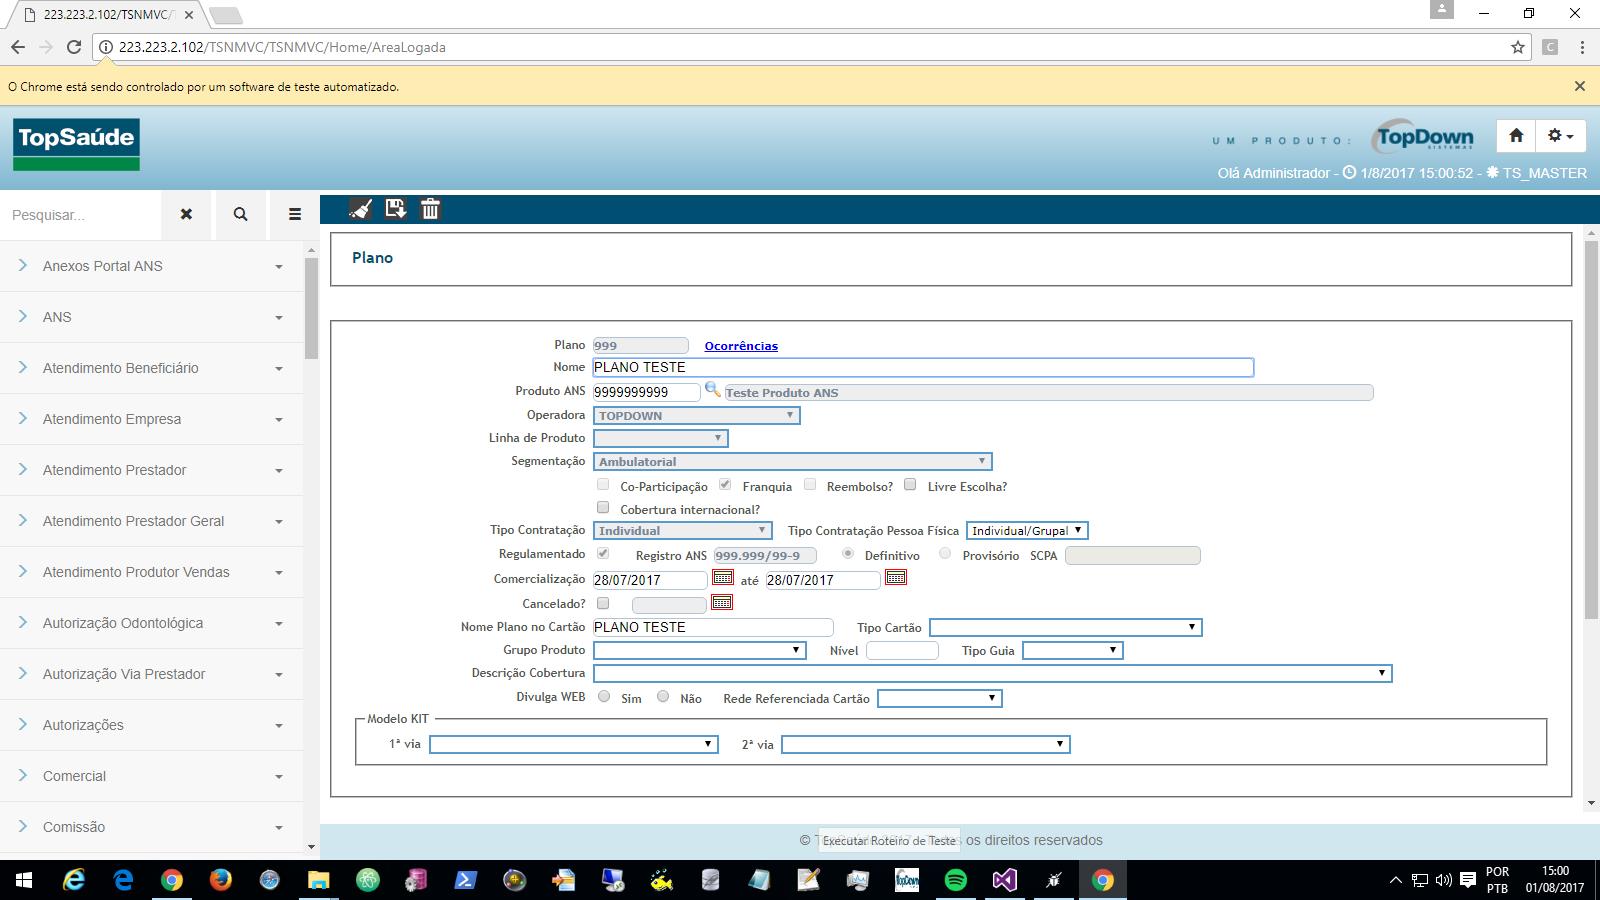 223.223.2.102/TSNMVC/T
223.223.2.102/TSNMVC/TSNMVC/Home/AreaLogada
C
O Chrome está sendo controlado por um software de teste automatizado.
TopSaúde
UM PRODUTO:
TopDown
SISTEMAS
Olá Administrador - 1/8/2017 15:00:52 - TS_MASTER
Pesquisar...
Anexos Portal ANS
ANS
Atendimento Beneficiário
Atendimento Empresa
Atendimento Prestador
Atendimento Prestador Geral
Atendimento Produtor Vendas
Autorização Odontológica
Autorização Via Prestador
Autorizações
Comercial
Comissão
Plano
Plano 999 Ocorrências
Nome PLANO TESTE
Produto ANS 9999999999 Teste Produto ANS
Operadora TOPDOWN
Linha de Produto
Segmentação Ambulatorial
Co-Participação Franquia Reembolso? Livre Escolha?
Cobertura internacional?
Tipo Contratação Individual Tipo Contratação Pessoa Física Individual/Grupal
Regulamentado Registro ANS 999.999/99-9 Definitivo Provisório SCPA
Comercialização 28/07/2017 até 28/07/2017
Cancelado?
Nome Plano no Cartão PLANO TESTE Tipo Cartão
Grupo Produto Nível Tipo Guia
Descrição Cobertura
Divulga WEB Sim Não Rede Referenciada Cartão
Modelo KIT
1ª via 2ª via
© os direitos reservados
Executar Roteiro de Teste
TopDown
POR
PTB
15:00
01/08/2017